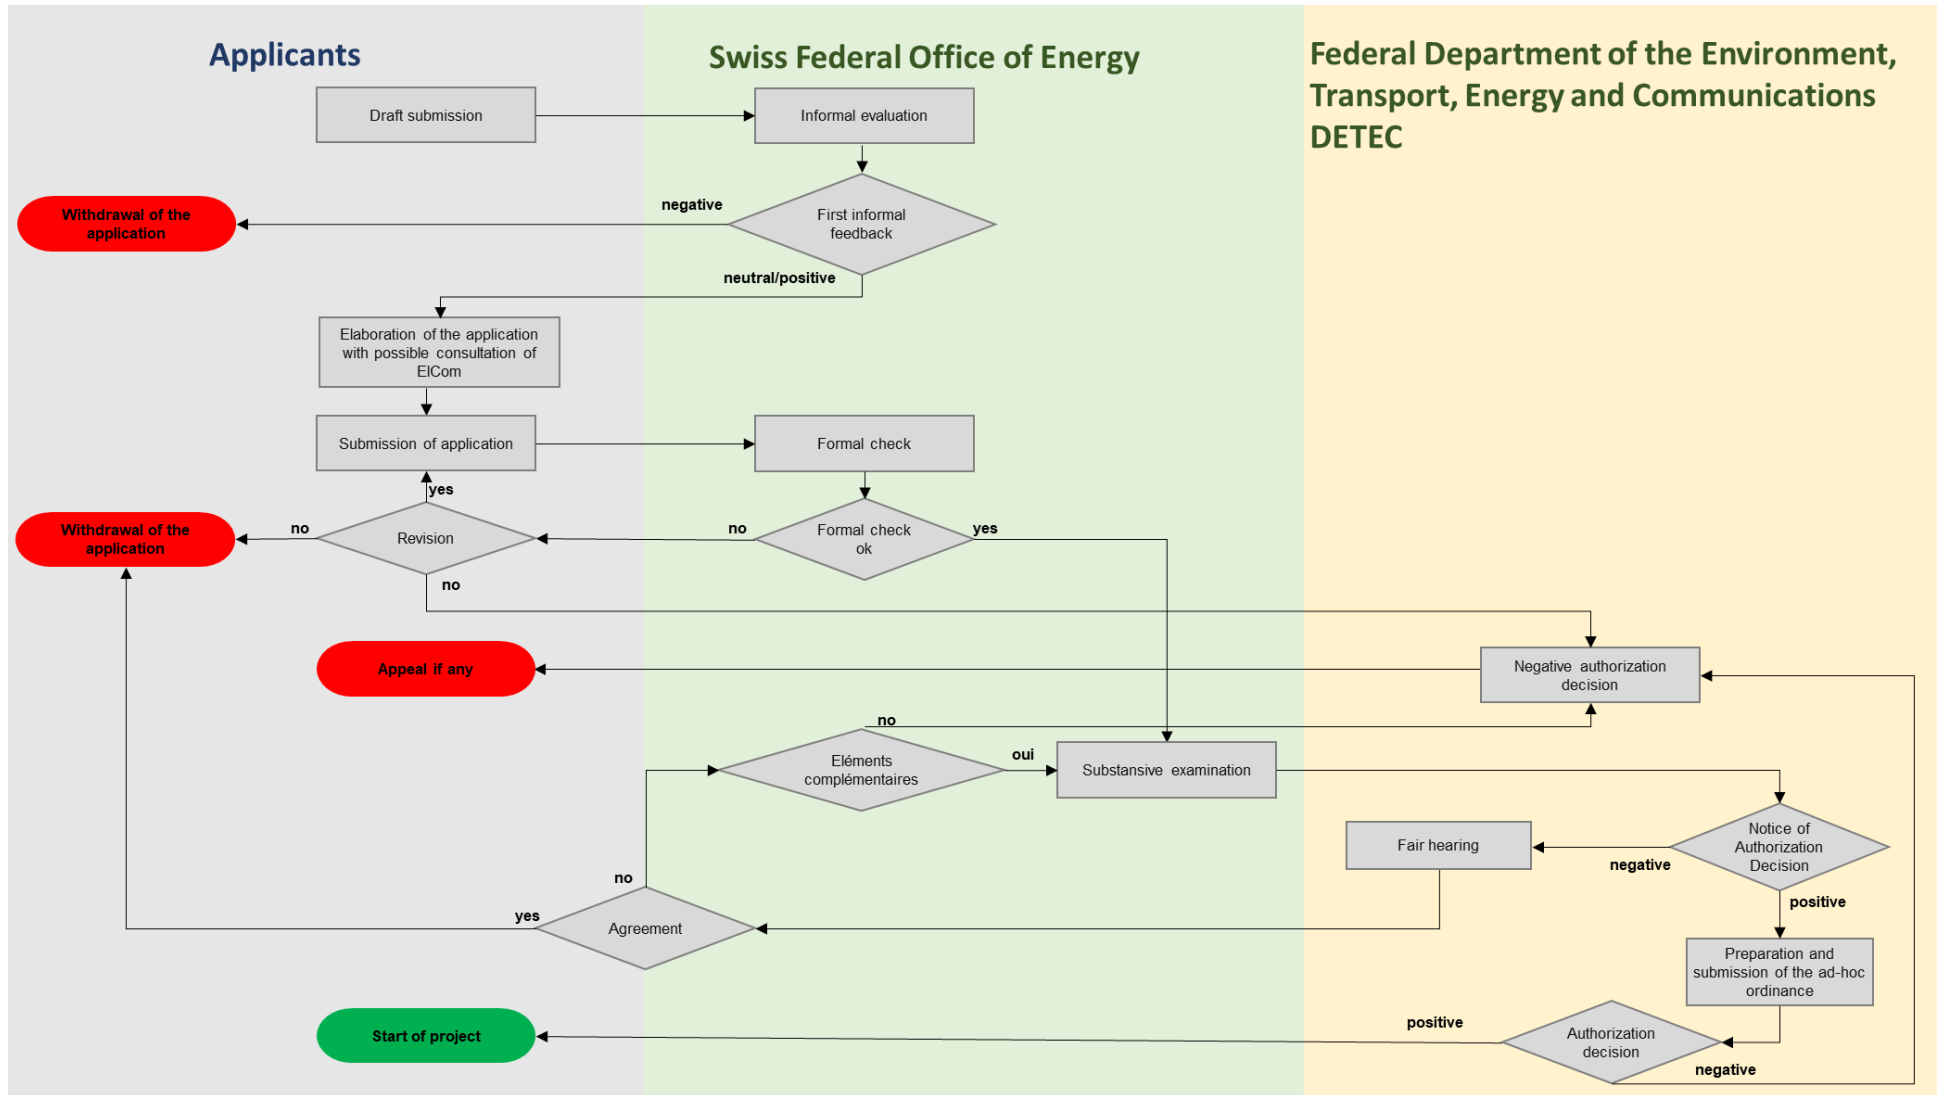 Applicants
Swiss Federal Office of Energy
Federal Department of the Environment,
Transport, Energy and Communications
DETEC
Draft submission
Informal evaluation
Withdrawal of the
application
negative
First informal
feedback
neutral/positive
Elaboration of the application
with possible consultation of
ElCom
Submission of application
Formal check
yes
Withdrawal of the
application
no
Revision
no
Formal check
ok
yes
no
Appeal if any
Negative authorization
decision
no
Eléments
complémentaires
oui
Substansive examination
Notice of
Authorization
Decision
Fair hearing
negative
positive
no
yes
Agreement
Preparation and
submission of the ad-hoc
ordinance
Start of project
positive
Authorization
decision
negative